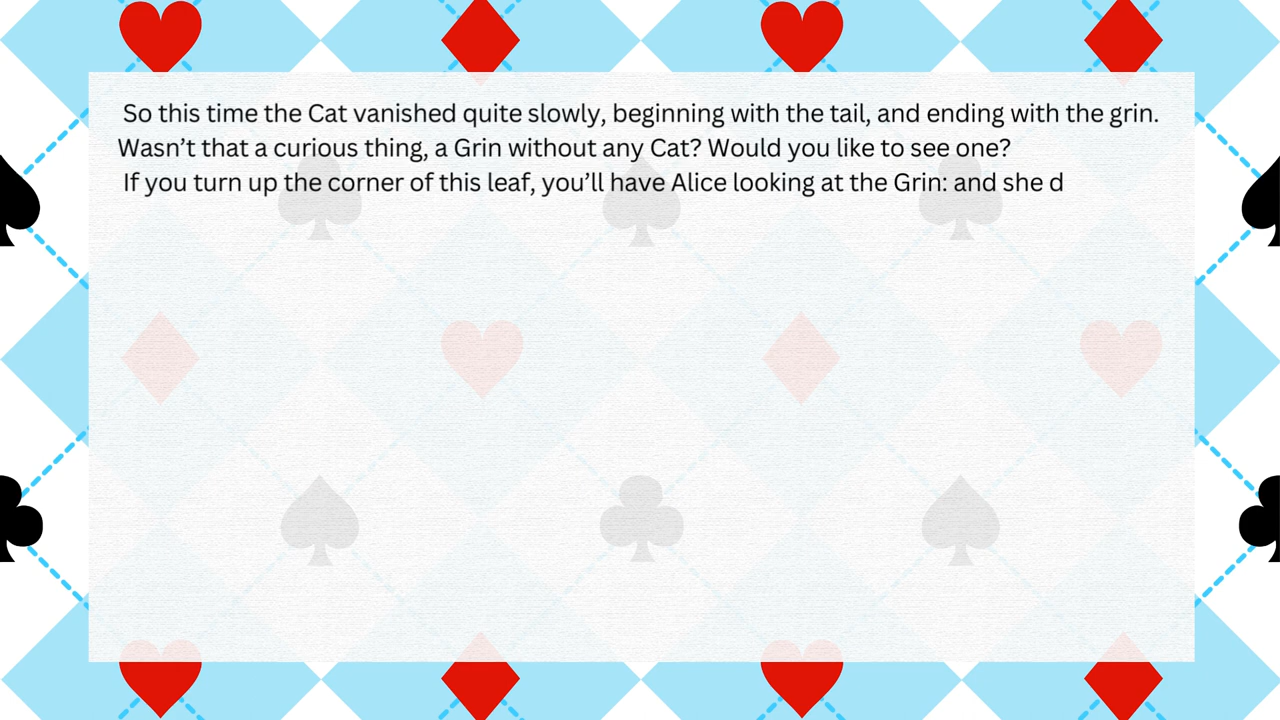 So this time the Cat vanished quite slowly, beginning with the tail, and ending with the grin.
Wasn’t that a curious thing, a Grin without any Cat? Would you like to see one?
If you turn up the corner of this leaf, you’ll have Alice looking at the Grin: and she d